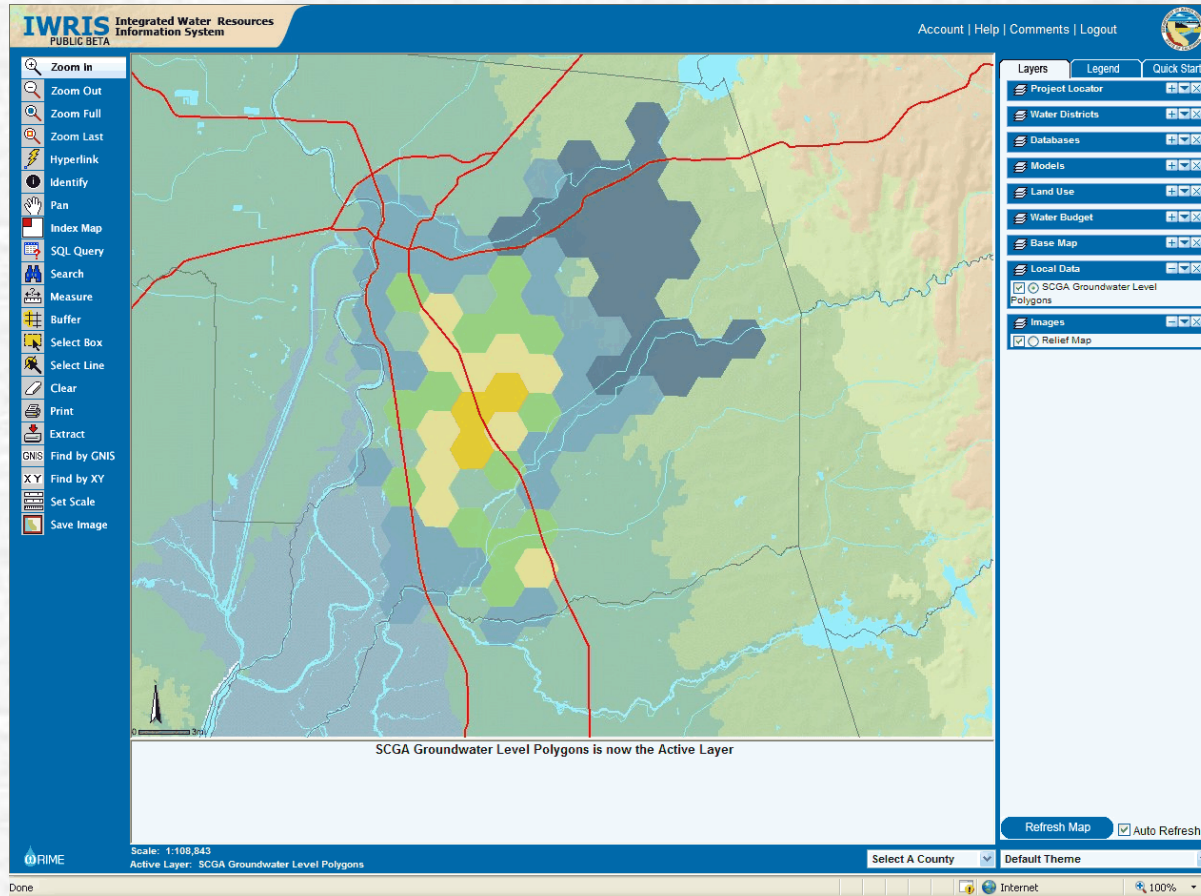 IWRIS Integrated Water Resources
Information System
PUBLIC BETA
Account | Help | Comments | Logout
Zoom In
Zoom Out
Zoom Full
Zoom Last
Hyperlink
Identify
Pan
Index Map
SQL Query
Search
Measure
Buffer
Select Box
Select Line
Clear
Print
Extract
GNIS Find by GNIS
X Y Find by XY
Set Scale
Save Image
0 3m
Layers Legend Quick Start
Project Locator
Water Districts
Databases
Models
Land Use
Water Budget
Base Map
Local Data
SCGA Groundwater Level
Polygons
Images
Relief Map
SCGA Groundwater Level Polygons is now the Active Layer
Refresh Map Auto Refresh
WRIME
Scale: 1:108,843
Active Layer: SCGA Groundwater Level Polygons
Select A County
Default Theme
Done
Internet
100%